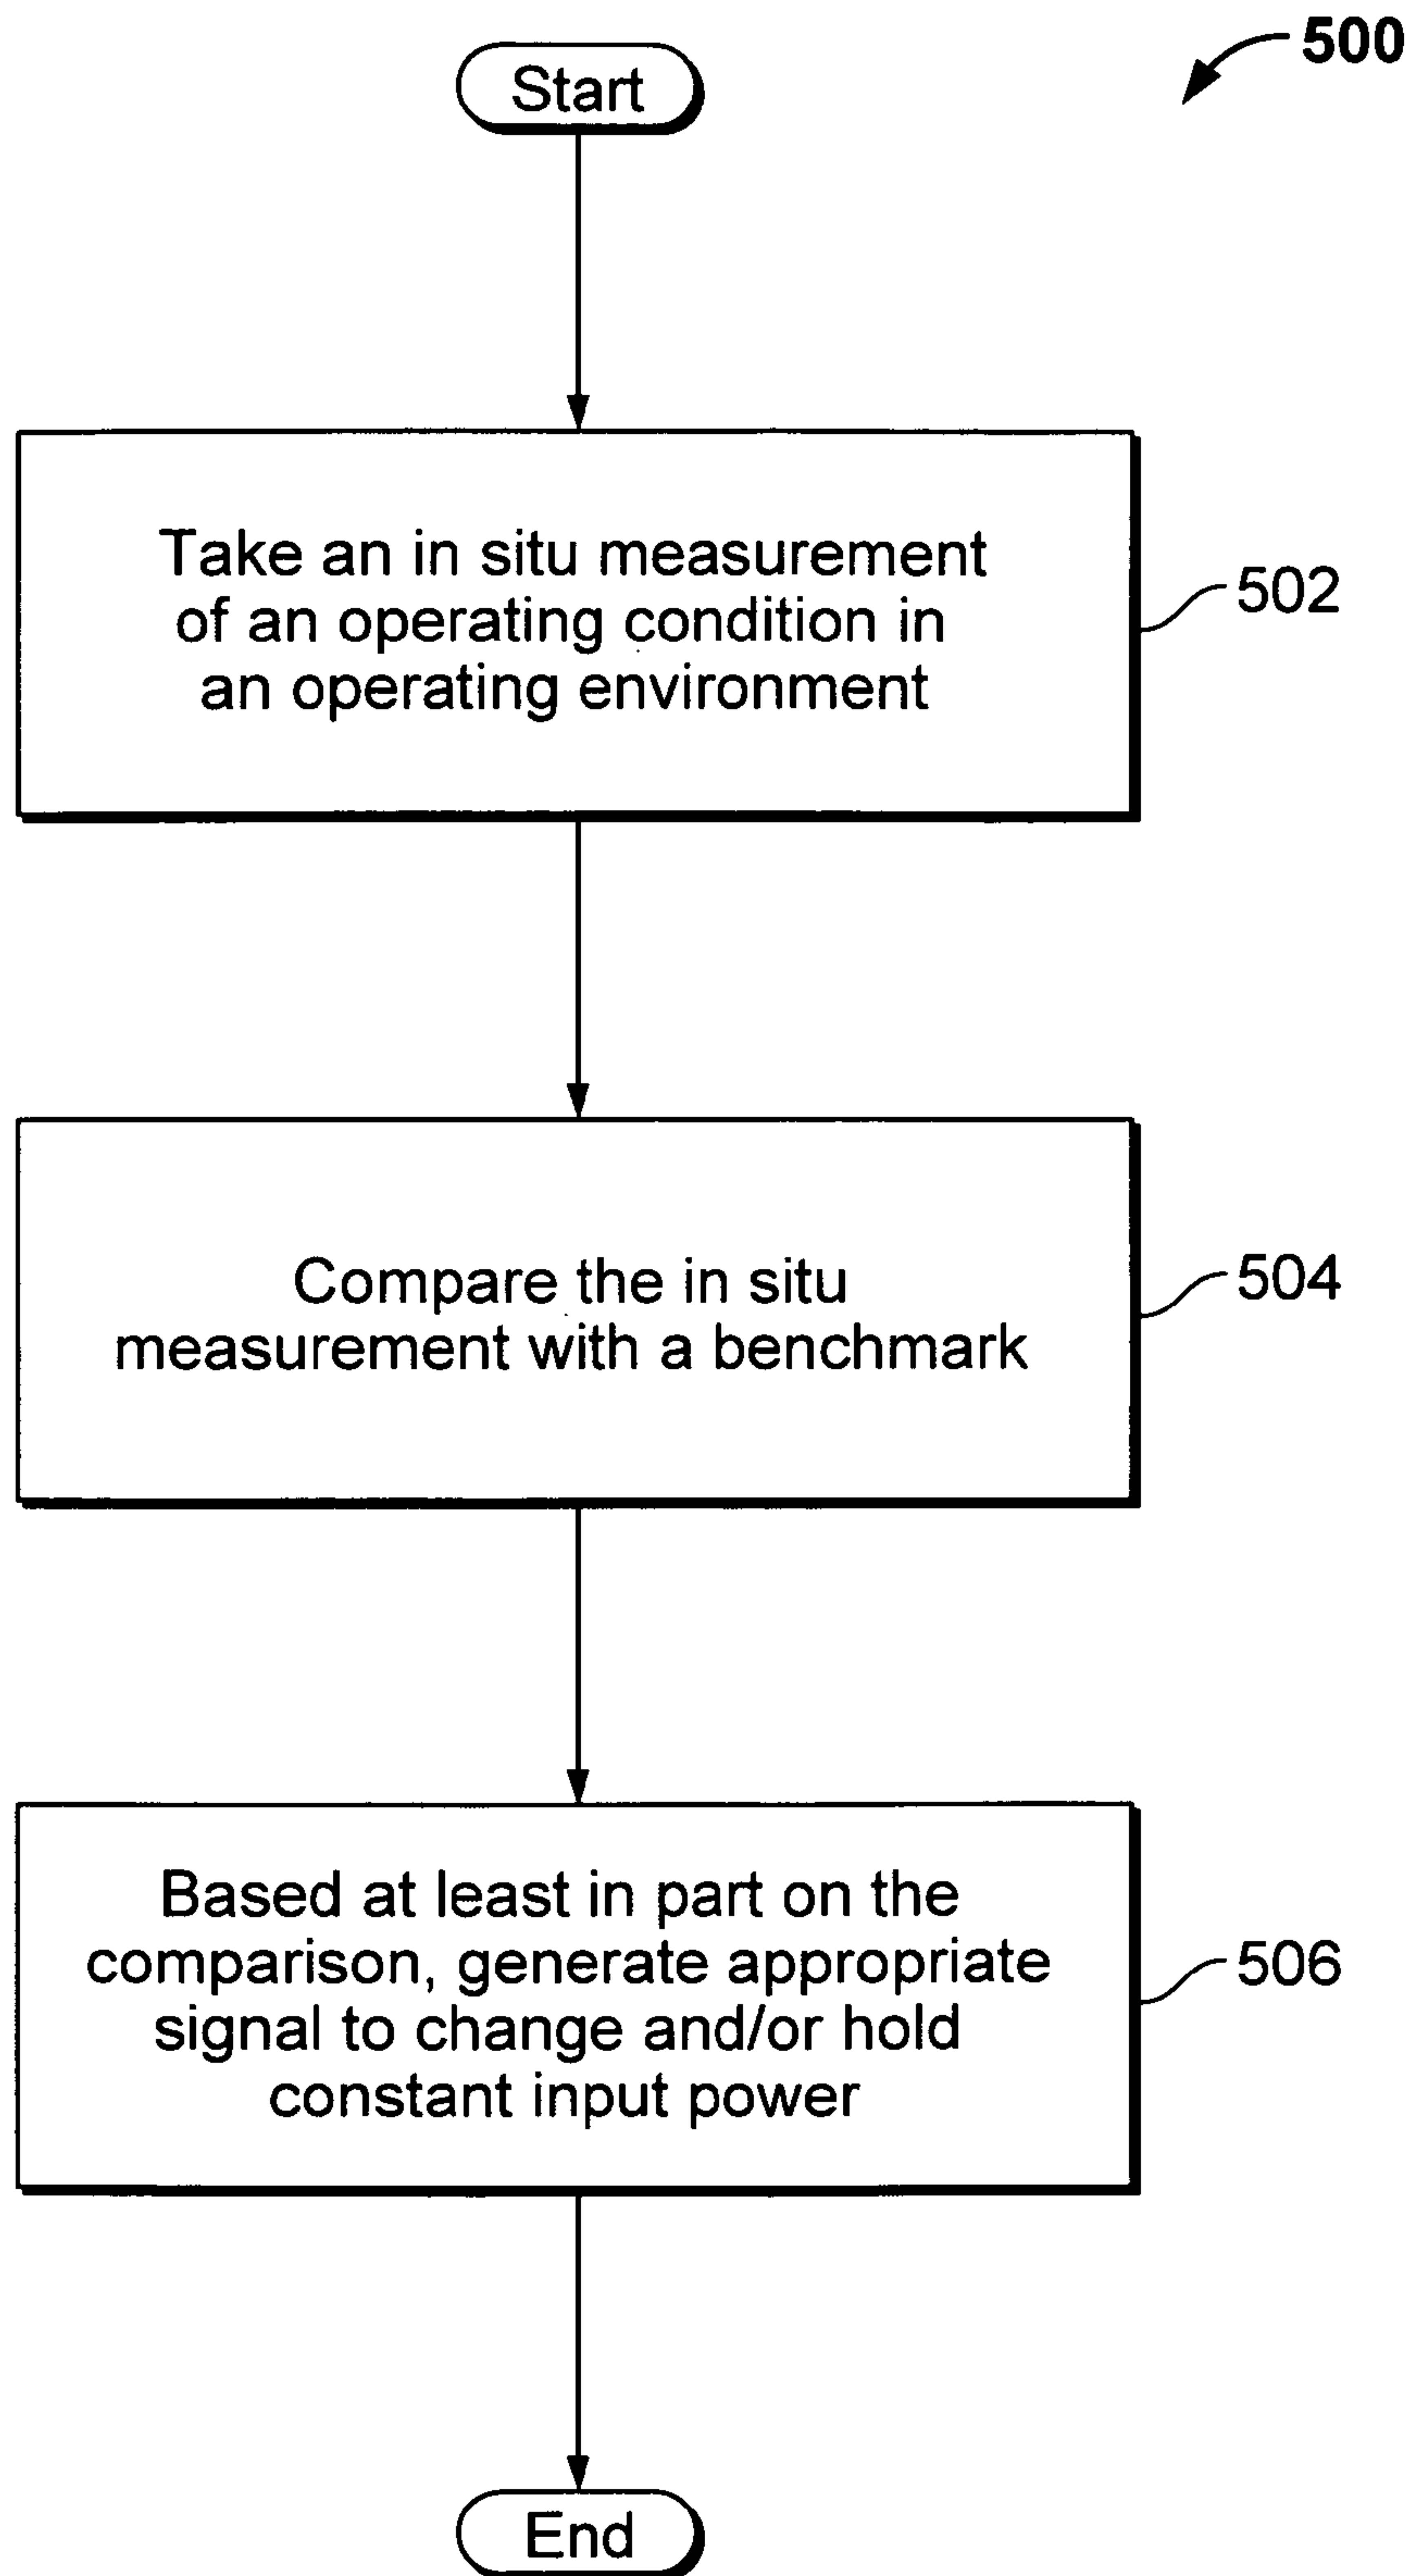 500
Start
Take an in situ measurement
of an operating condition in
an operating environment
502
Compare the in situ
measurement with a benchmark
504
Based at least in part on the
comparison, generate appropriate
signal to change and/or hold
constant input power
506
End